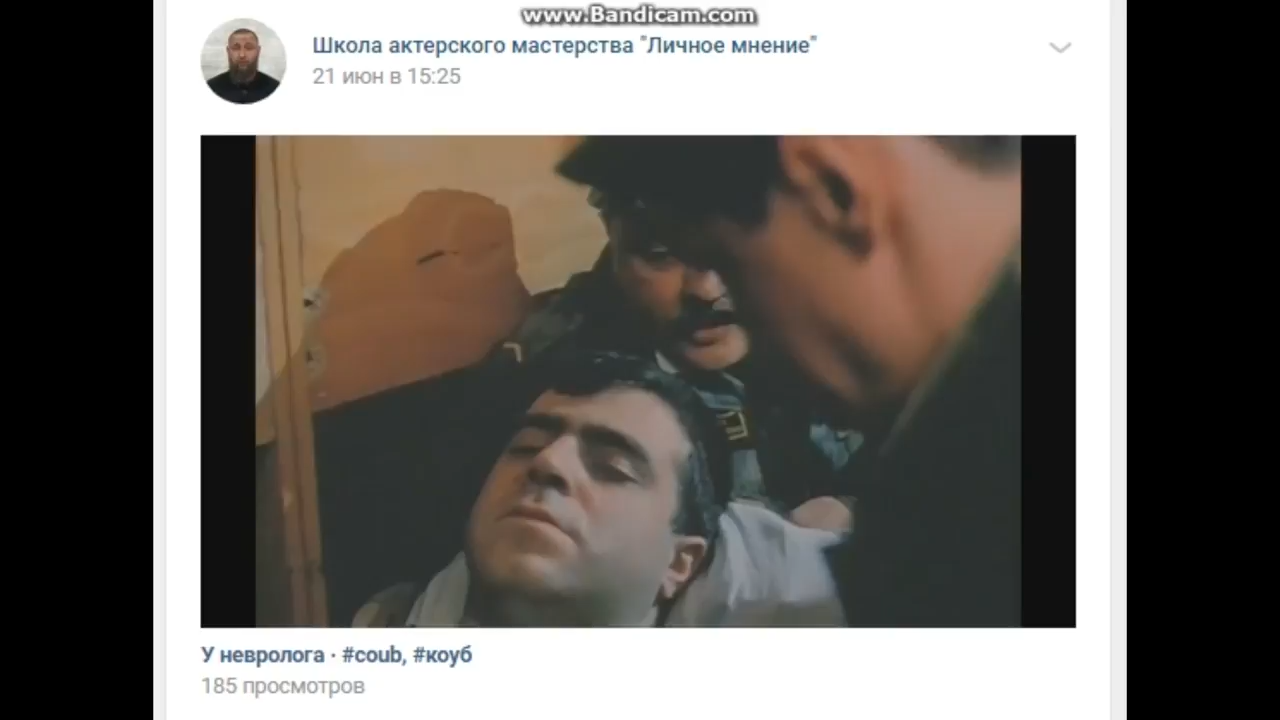 www.Bandicam.com
Школа актерского мастерства "Личное мнение"
21 июн в 15:25
У невролога · #coub, #коуб
185 просмотров